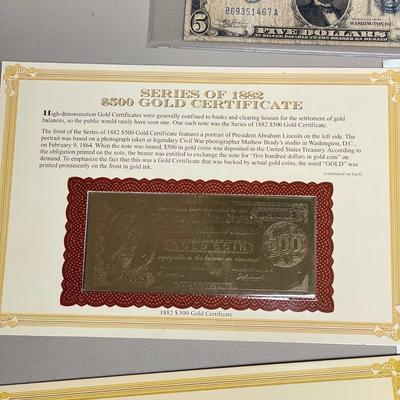 B69351467A
5
FIVE DOLLARS
SERIES OF 1882
$500 GOLD CERTIFICATE
High-denomination Gold Certificates were generally confined to banks and clearing houses for the settlement of gold
balances, so the public would rarely have seen one. One such note was the Series of 1882 $500 Gold Certificate.
The front of the Series of 1882 $500 Gold Certificate features a portrait of President Abraham Lincoln on the left side. The
portrait was based on a photograph taken at legendary Civil War photographer Mathew Brady's studio in Washington, D.C.,
on February 9, 1864. When the note was issued, $500 in gold coins was deposited in the United States Treasury. According to
the obligation printed on the note, the bearer was entitled to exchange the note for "five hundred dollars in gold coin" on
demand. To emphasize the fact that this was a Gold Certificate that was backed by actual gold coins, the word "GOLD" was
printed prominently on the front in gold ink.
(continued on back)
500
repayable to the bearer on demand
1882 $500 Gold Certificate